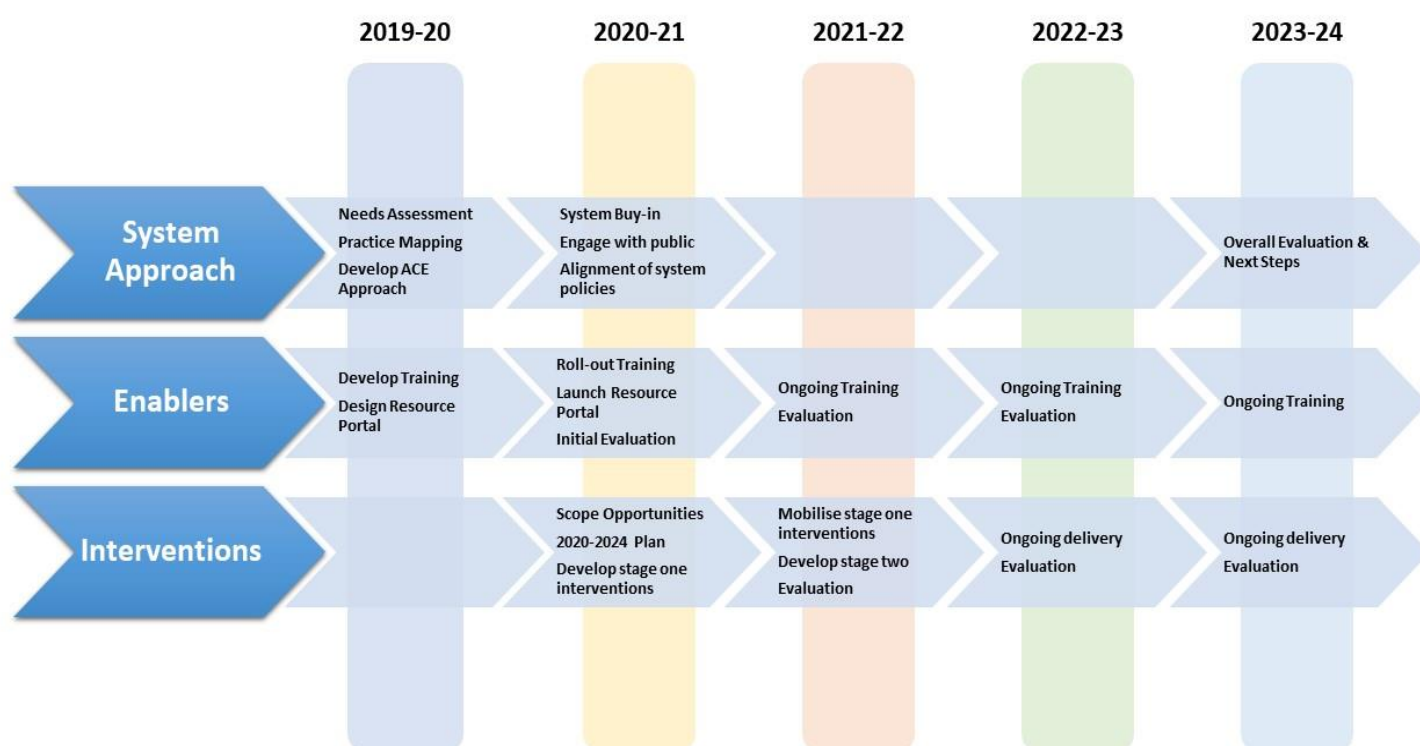 2019-20 2020-21 2021-22 2022-23 2023-24
System
Approach
Needs Assessment
Practice Mapping
Develop ACE
Approach
System Buy-in
Engage with public
Alignment of system
policies
Overall Evaluation &
Next Steps
Enablers
Develop Training
Design Resource
Portal
Roll-out Training
Launch Resource
Portal
Initial Evaluation
Ongoing Training
Evaluation
Ongoing Training
Evaluation
Ongoing Training
Interventions
Scope Opportunities
2020-2024 Plan
Develop stage one
interventions
Mobilise stage one
interventions
Develop stage two
Evaluation
Ongoing delivery
Evaluation
Ongoing delivery
Evaluation